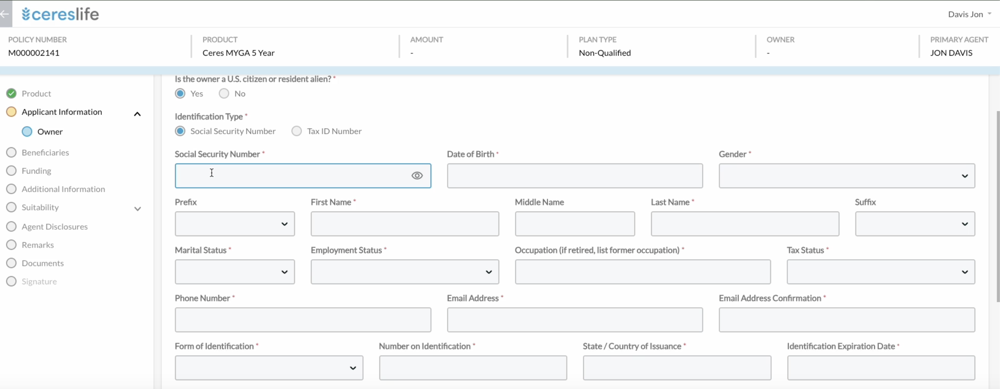 cereslife
Davis Jon
POLICY NUMBER
M000002141
PRODUCT
Ceres MYGA 5 Year
AMOUNT
-
PLAN TYPE
Non-Qualified
OWNER
-
PRIMARY AGENT
JON DAVIS
Product
Applicant Information
Owner
Beneficiaries
Funding
Additional Information
Suitability
Agent Disclosures
Remarks
Documents
Signature
Is the owner a U.S. citizen or resident alien? *
Yes No
Identification Type *
Social Security Number Tax ID Number
Social Security Number * Date of Birth * Gender *
Prefix First Name * Middle Name Last Name * Suffix
Marital Status * Employment Status * Occupation (if retired, list former occupation) * Tax Status *
Phone Number * Email Address * Email Address Confirmation *
Form of Identification * Number on Identification * State / Country of Issuance * Identification Expiration Date *